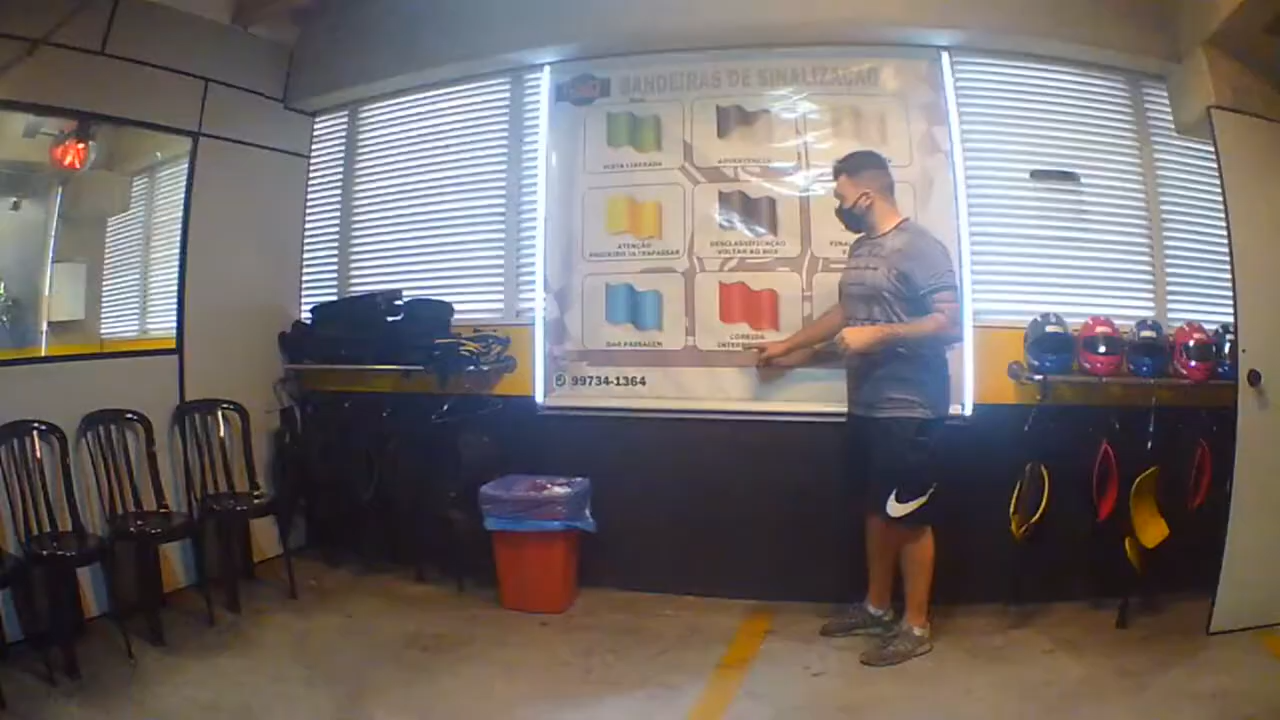 BANDEIRAS DE SINALIZAÇÃO
PISTA LIBERADA
ADVERTÊNCIA
ATENÇÃO
PROIBIDO ULTRAPASSAR
DESCLASSIFICAÇÃO
VOLTAR AO BOX
DAR PASSAGEM
CORRIDA
99734-1364